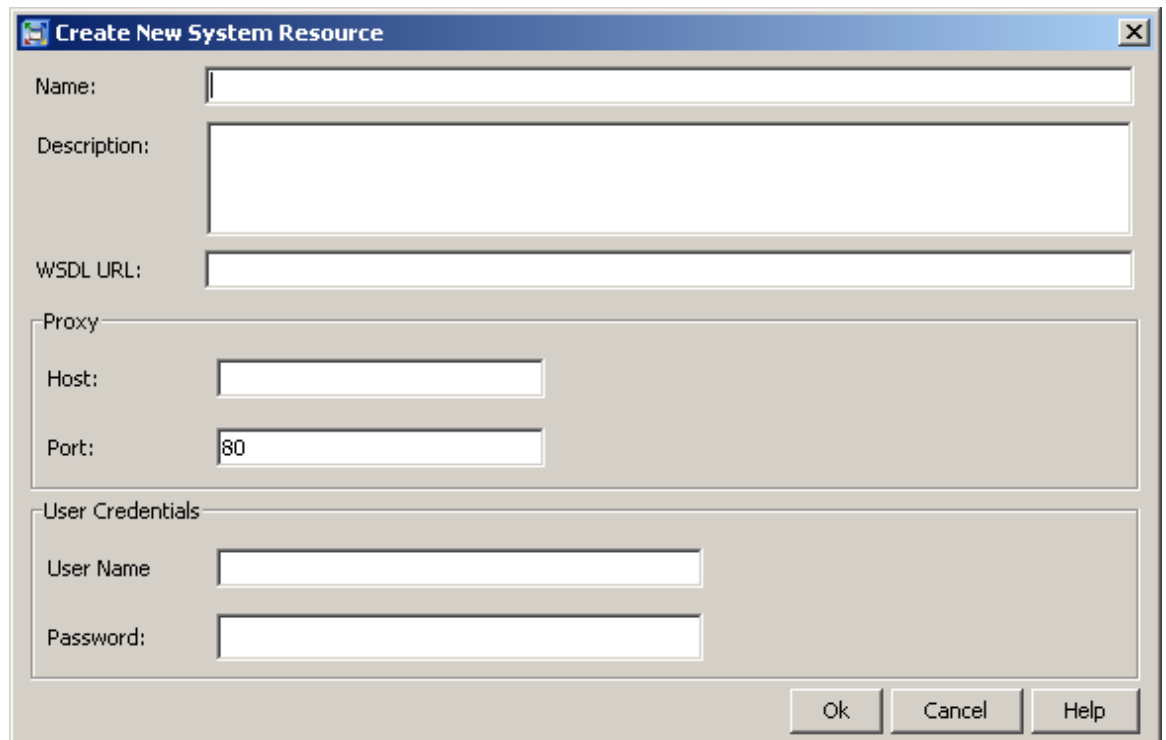 Create New System Resource
Name:
Description:
WSDL URL:
Proxy
Host:
Port: 80
User Credentials
User Name
Password:
Ok Cancel Help